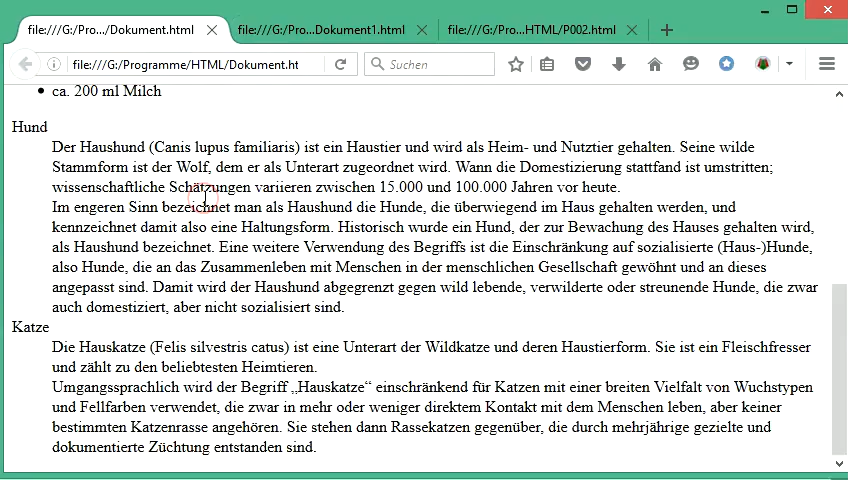 file:///G:/Pro.../Dokument.html
file:///G:/Pro...Dokument1.html
file:///G:/Pro...HTML/P002.html
file:///G:/Programme/HTML/Dokument.ht
Suchen
ca. 200 ml Milch
Hund
Der Haushund (Canis lupus familiaris) ist ein Haustier und wird als Heim- und Nutztier gehalten. Seine wilde
Stammform ist der Wolf, dem er als Unterart zugeordnet wird. Wann die Domestizierung stattfand ist umstritten;
wissenschaftliche Schätzungen variieren zwischen 15.000 und 100.000 Jahren vor heute.
Im engeren Sinn bezeichnet man als Haushund die Hunde, die überwiegend im Haus gehalten werden, und
kennzeichnet damit also eine Haltungsform. Historisch wurde ein Hund, der zur Bewachung des Hauses gehalten wird,
als Haushund bezeichnet. Eine weitere Verwendung des Begriffs ist die Einschränkung auf sozialisierte (Haus-)Hunde,
also Hunde, die an das Zusammenleben mit Menschen in der menschlichen Gesellschaft gewöhnt und an dieses
angepasst sind. Damit wird der Haushund abgegrenzt gegen wild lebende, verwilderte oder streunende Hunde, die zwar
auch domestiziert, aber nicht sozialisiert sind.
Katze
Die Hauskatze (Felis silvestris catus) ist eine Unterart der Wildkatze und deren Haustierform. Sie ist ein Fleischfresser
und zählt zu den beliebtesten Heimtieren.
Umgangssprachlich wird der Begriff „Hauskatze“ einschränkend für Katzen mit einer breiten Vielfalt von Wuchstypen
und Fellfarben verwendet, die zwar in mehr oder weniger direktem Kontakt mit dem Menschen leben, aber keiner
bestimmten Katzenrasse angehören. Sie stehen dann Rassekatzen gegenüber, die durch mehrjährige gezielte und
dokumentierte Züchtung entstanden sind.